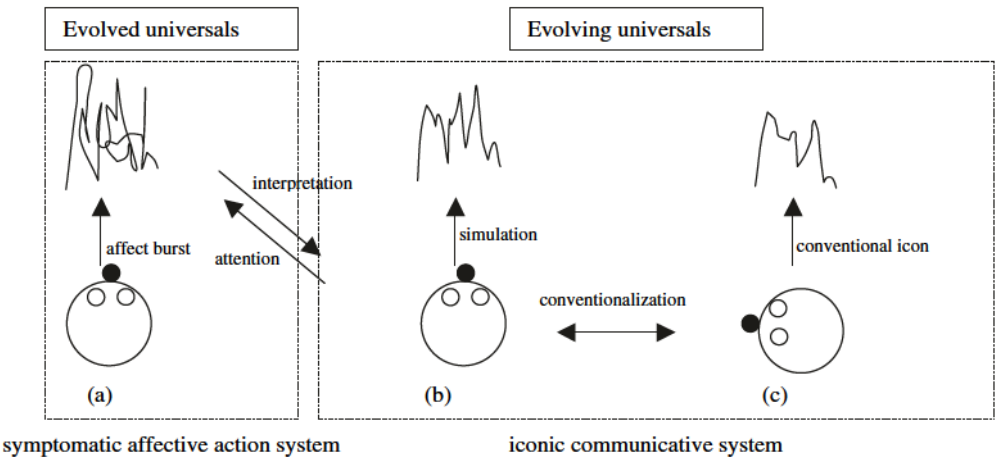 Evolved universals
Evolving universals
interpretation
attention
affect burst
simulation
conventional icon
conventionalization
(a)
(b)
(c)
symptomatic affective action system
iconic communicative system